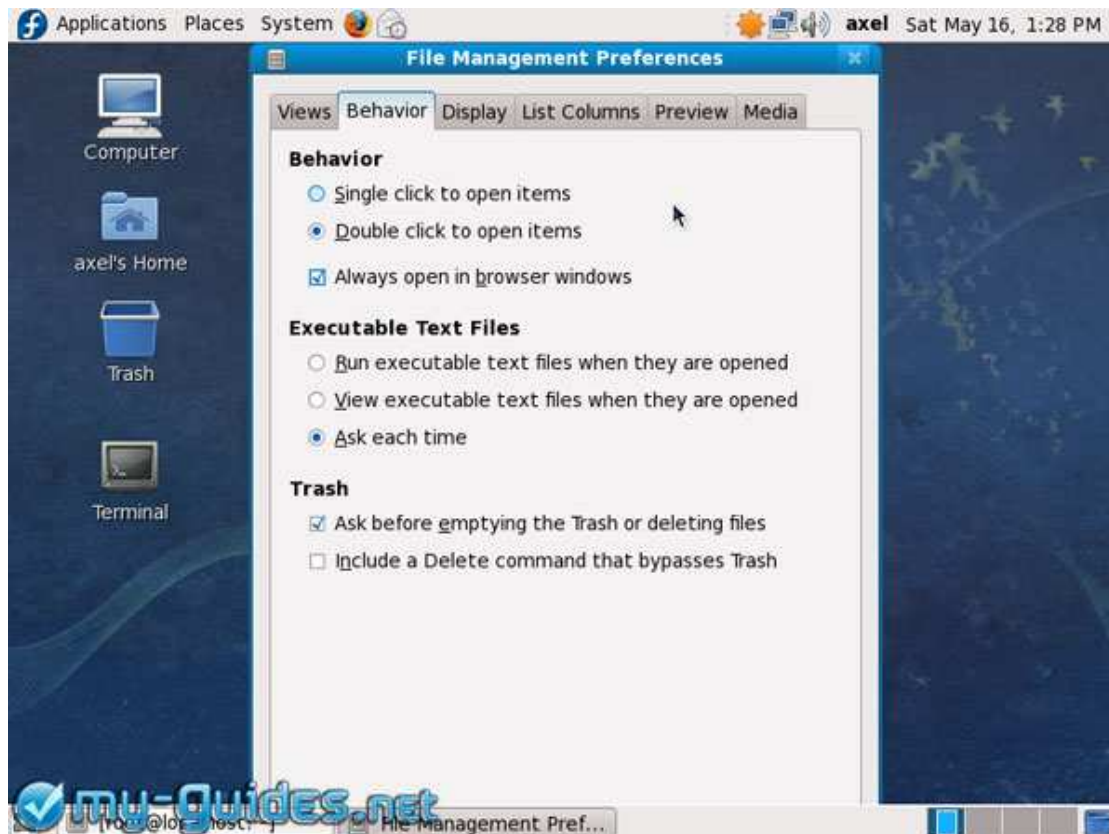 Applications Places System axel Sat May 16, 1:28 PM
File Management Preferences
Computer
axel's Home
Trash
Terminal
Views Behavior Display List Columns Preview Media
Behavior
Single click to open items
Double click to open items
Always open in browser windows
Executable Text Files
Run executable text files when they are opened
View executable text files when they are opened
Ask each time
Trash
Ask before emptying the Trash or deleting files
Include a Delete command that bypasses Trash
my-guides.net
File Management Pref...